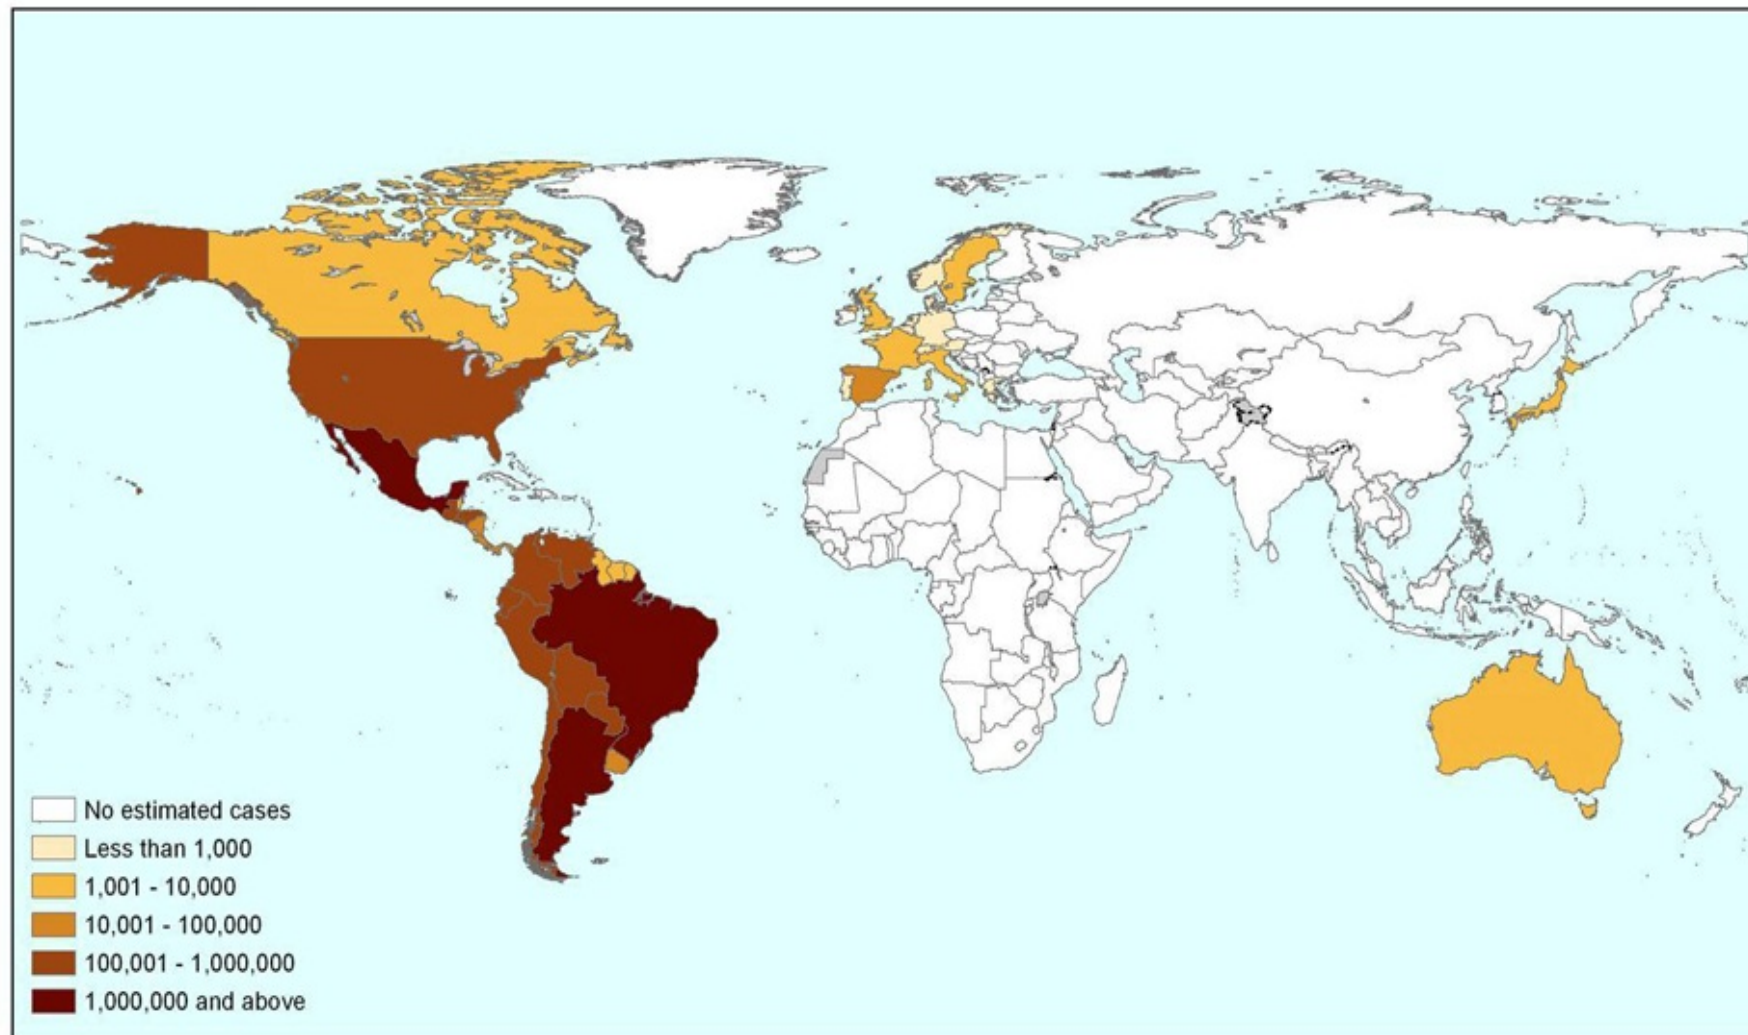 No estimated cases
Less than 1,000
1,001 - 10,000
10,001 - 100,000
100,001 - 1,000,000
1,000,000 and above